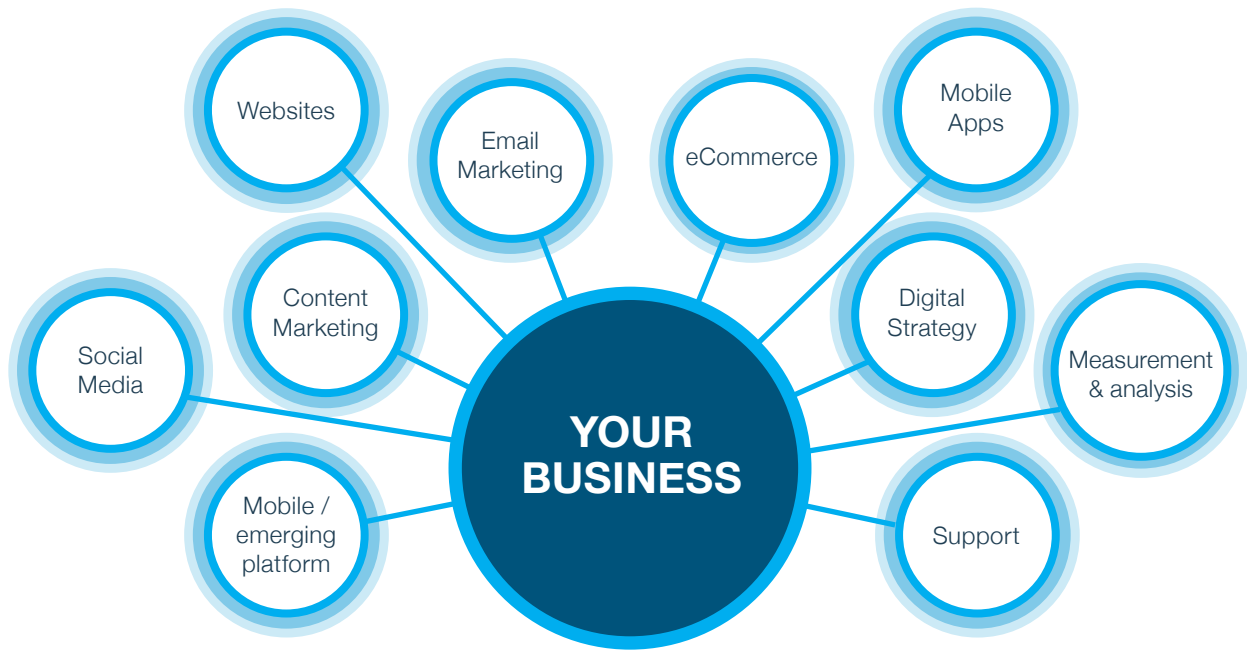 Websites
Email
Marketing
eCommerce
Mobile
Apps
Content
Marketing
Digital
Strategy
Social
Media
Measurement
& analysis
YOUR
BUSINESS
Mobile /
emerging
platform
Support